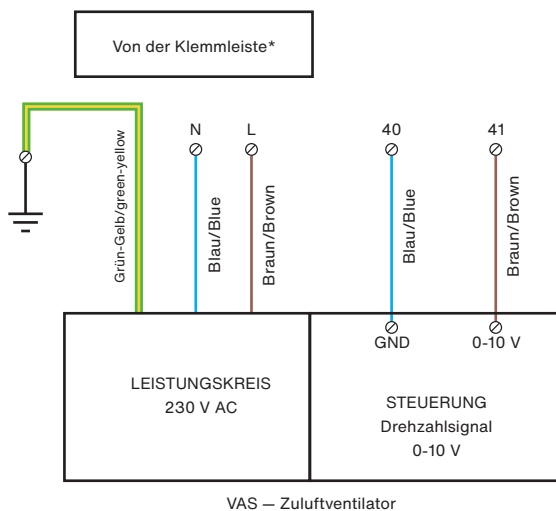 Von der Klemmleiste*
N
L
40
41
Grün-Gelb/green-yellow
Blau/Blue
Braun/Brown
Blau/Blue
Braun/Brown
GND
0-10 V
LEISTUNGSKREIS
230 V AC
STEUERUNG
Drehzahlsignal
0-10 V
VAS — Zuluftventilator